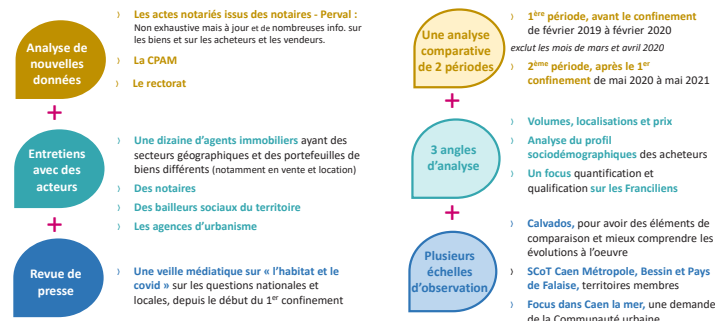 › Les actes notariés issus des notaires - Perval :
Non exhaustive mais à jour et de nombreuses info. sur
les biens et sur les acheteurs et les vendeurs.
Analyse de
nouvelles
données
› La CPAM
› Le rectorat
+
Entretiens
avec des
acteurs
› Une dizaine d'agents immobiliers ayant des
secteurs géographiques et des portefeuilles de
biens différents (notamment en vente et location)
› Des notaires
› Des bailleurs sociaux du territoire
› Les agences d'urbanisme
+
Revue de
presse
› Une veille médiatique sur « l'habitat et le
covid » sur les questions nationales et
locales, depuis le début du 1er confinement
Une analyse
comparative
de 2 périodes
› 1ère période, avant le confinement
de février 2019 à février 2020
exclut les mois de mars et avril 2020
› 2ème période, après le 1er
confinement de mai 2020 à mai 2021
+
3 angles
d'analyse
› Volumes, localisations et prix
› Analyse du profil
sociodémographiques des acheteurs
› Un focus quantification et
qualification sur les Franciliens
+
Plusieurs
échelles
d'observation
› Calvados, pour avoir des éléments de
comparaison et mieux comprendre les
évolutions à l'oeuvre
› SCoT Caen Métropole, Bessin et Pays
de Falaise, territoires membres
› Focus dans Caen la mer, une demande
de la Communauté urbaine